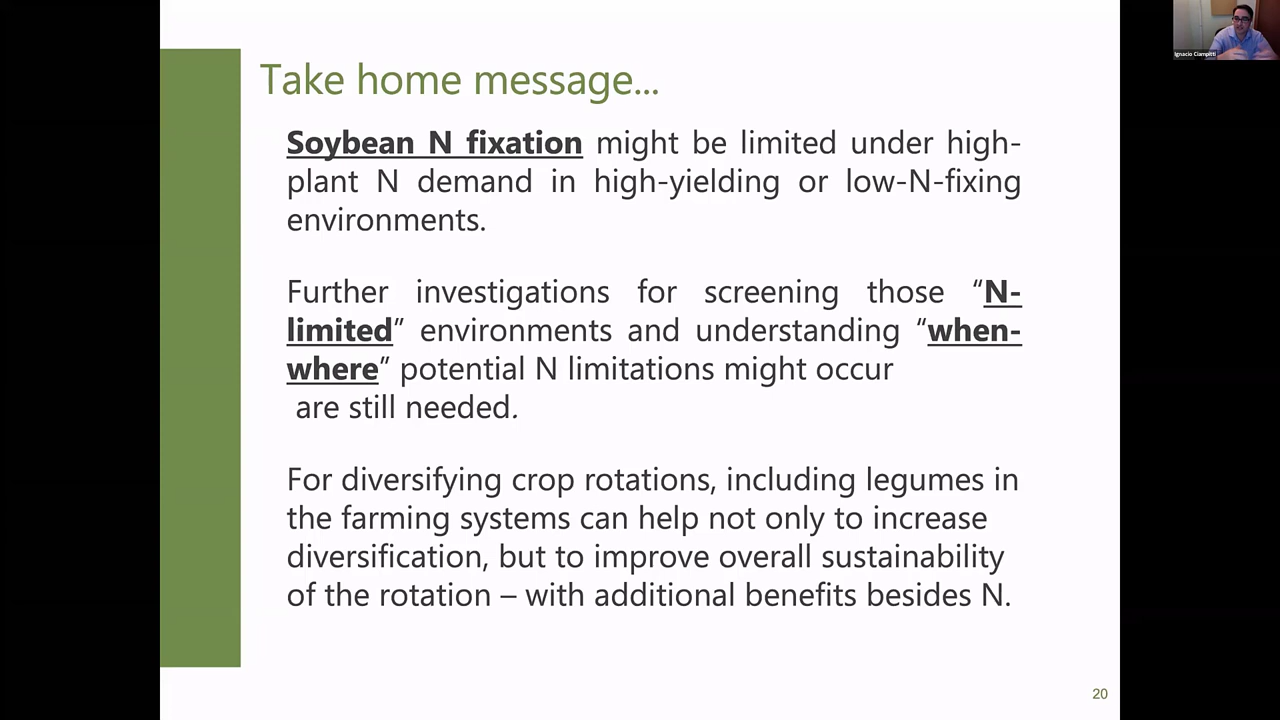 Take home message...
Soybean N fixation might be limited under high-
plant N demand in high-yielding or low-N-fixing
environments.
Further investigations for screening those “N-
limited” environments and understanding “when-
where” potential N limitations might occur
are still needed.
For diversifying crop rotations, including legumes in
the farming systems can help not only to increase
diversification, but to improve overall sustainability
of the rotation – with additional benefits besides N.
20
Ignacio Ciampitti